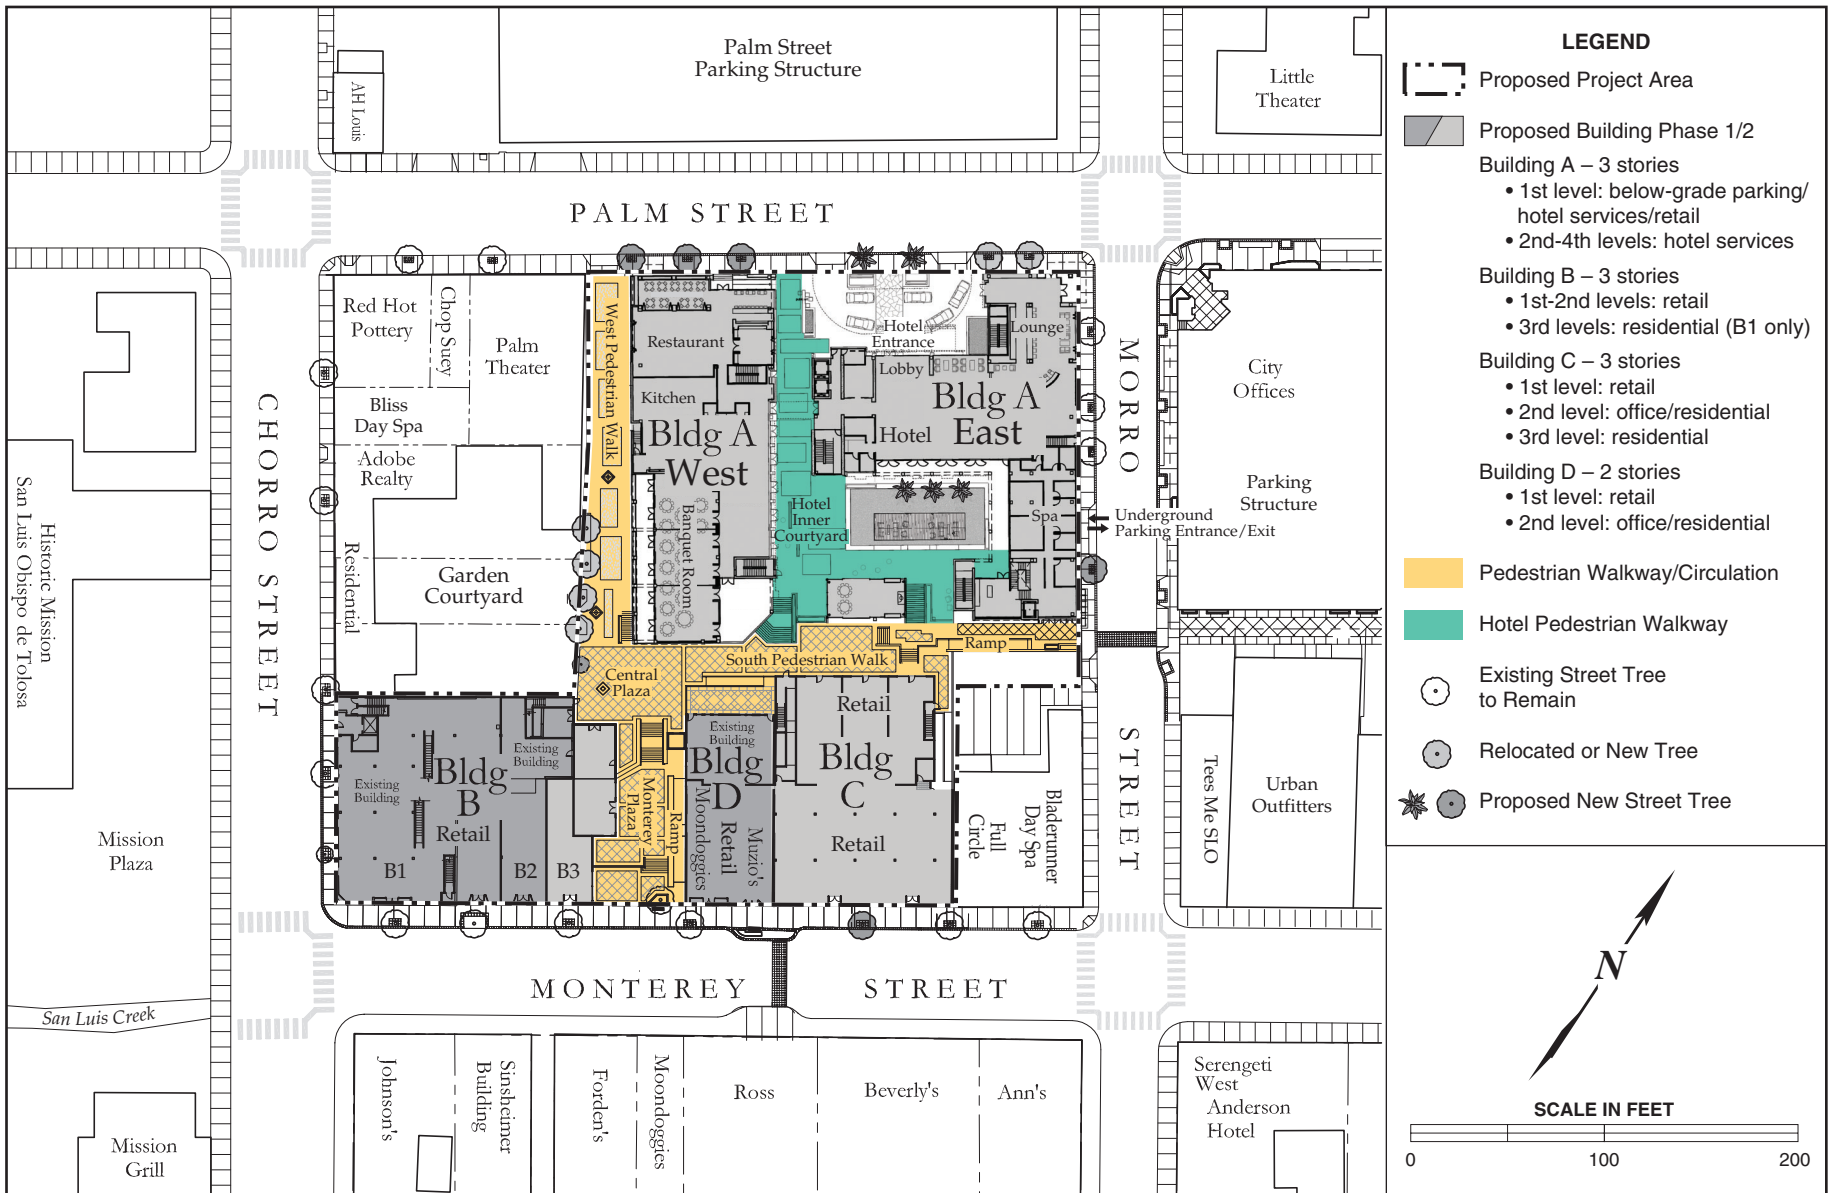 Palm Street
Parking Structure
AH Louis
Little
Theater
PALM STREET
Red Hot
Pottery
Chop Suey
Palm
Theater
Bliss
Day Spa
Adobe
Realty
Residential
Garden
Courtyard
West Pedestrian Walk
Restaurant
Kitchen
Bldg A
West
Banquet Room
Hotel
Entrance
Lounge
Lobby
Bldg A
East
Hotel
Hotel
Inner
Courtyard
Spa
Underground
Parking Entrance/Exit
City
Offices
Parking
Structure
MORRO
STREET
CHORRO STREET
Historic Mission
San Luis Obispo de Tolosa
Mission
Plaza
San Luis Creek
Mission
Grill
Central
Plaza
South Pedestrian Walk
Ramp
Existing
Building
Bldg
B
Retail
Existing
Building
B1
B2
B3
Monterey
Plaza
Ramp
Existing
Building
Bldg
D
Moondoggies
Retail
Muzio's
Retail
Bldg
C
Retail
Full
Circle
Bladerunner
Day Spa
Tees Me SLO
Urban
Outfitters
MONTEREY STREET
Johnson's
Sinsheimer
Building
Forden's
Moondoggies
Ross
Beverly's
Ann's
Serengeti
West
Anderson
Hotel
LEGEND
Proposed Project Area
Proposed Building Phase 1/2
Building A – 3 stories
• 1st level: below-grade parking/
hotel services/retail
• 2nd-4th levels: hotel services
Building B – 3 stories
• 1st-2nd levels: retail
• 3rd levels: residential (B1 only)
Building C – 3 stories
• 1st level: retail
• 2nd level: office/residential
• 3rd level: residential
Building D – 2 stories
• 1st level: retail
• 2nd level: office/residential
Pedestrian Walkway/Circulation
Hotel Pedestrian Walkway
Existing Street Tree
to Remain
Relocated or New Tree
Proposed New Street Tree
N
SCALE IN FEET
0 100 200